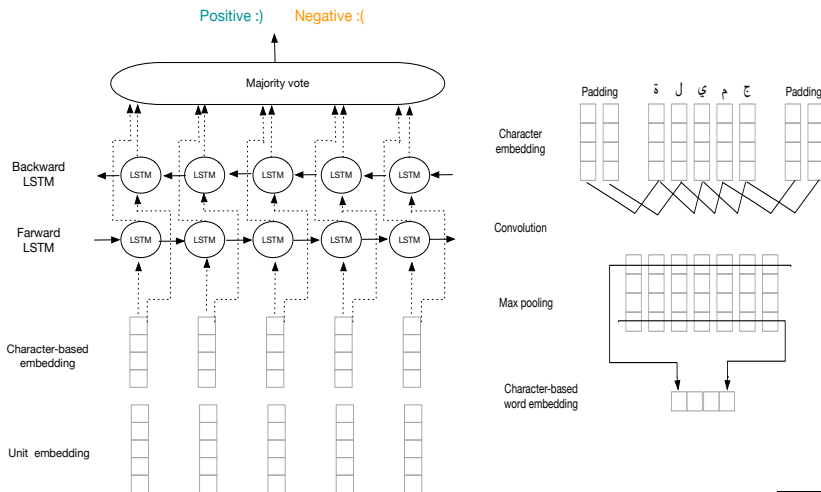 Positive :) Negative :(
Majority vote
Backward
LSTM
LSTM LSTM LSTM LSTM LSTM
Farward
LSTM
LSTM LSTM LSTM LSTM LSTM
Character-based
embedding
Unit embedding
Padding ة ل ي م ج Padding
Character
embedding
Convolution
Max pooling
Character-based
word embedding